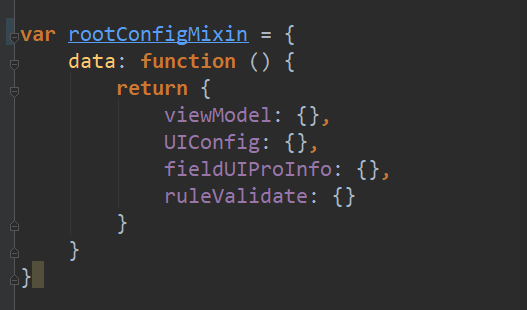 var rootConfigMixin = {
    data: function () {
        return {
            viewModel: {},
            UIConfig: {},
            fieldUIProInfo: {},
            ruleValidate: {}
        }
    }
}